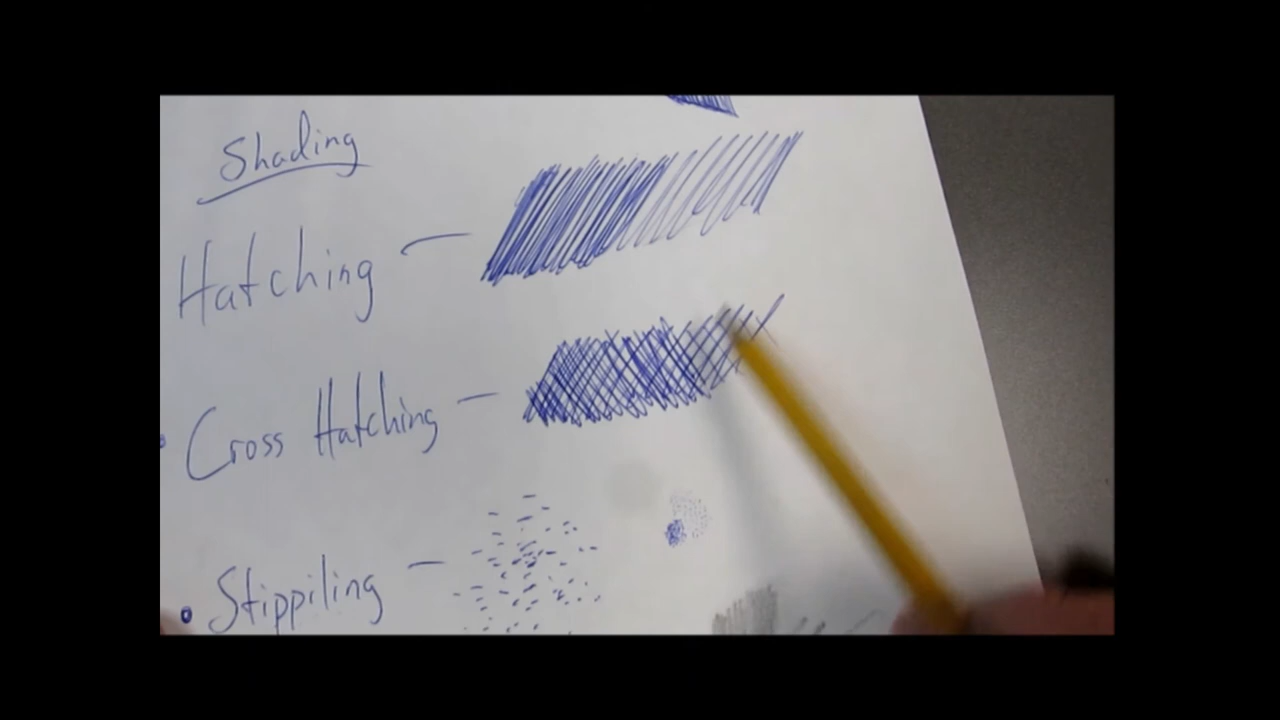 Shading
Hatching -
Cross Hatching -
• Stippiling -